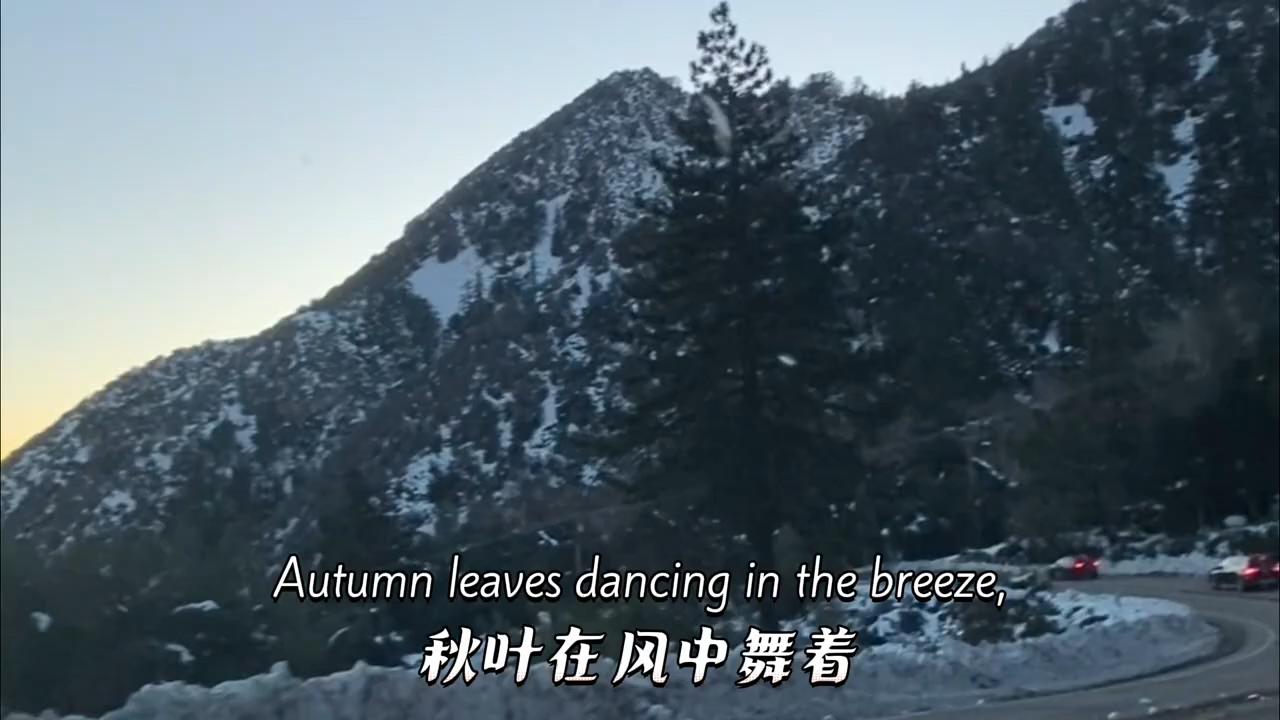 Autumn leaves dancing in the breeze,
秋叶在风中舞着